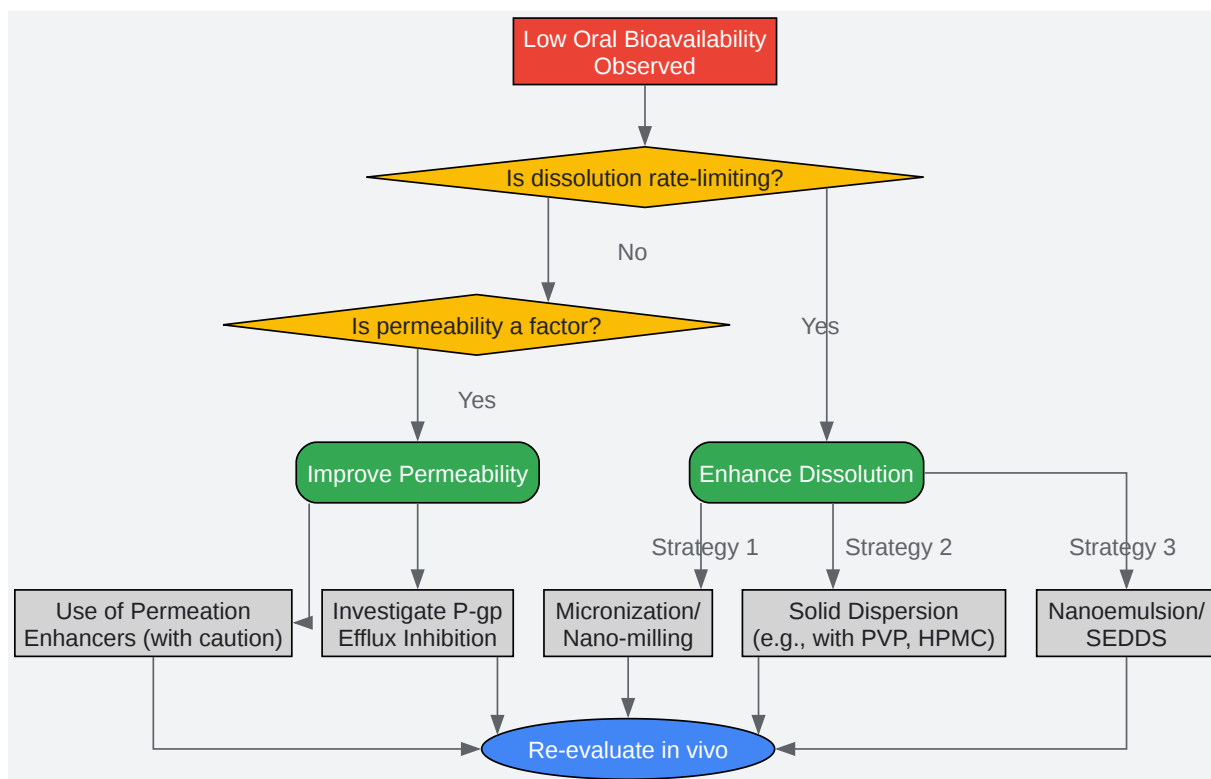 Low Oral Bioavailability
Observed
Is dissolution rate-limiting?
No
Is permeability a factor?
Yes
Yes
Improve Permeability
Enhance Dissolution
Strategy 1
Strategy 2
Strategy 3
Use of Permeation
Enhancers (with caution)
Investigate P-gp
Efflux Inhibition
Micronization/
Nano-milling
Solid Dispersion
(e.g., with PVP, HPMC)
Nanoemulsion/
SEDDS
Re-evaluate in vivo